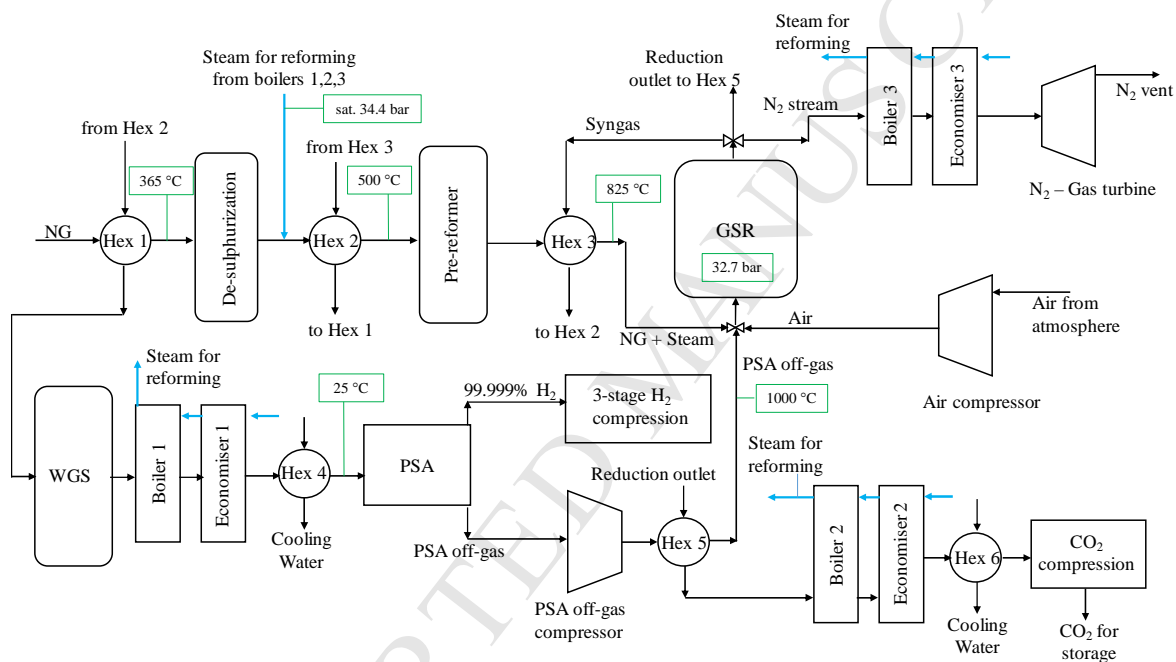 Steam for reforming
from boilers 1,2,3
sat. 34.4 bar
from Hex 2
365 °C
from Hex 3
500 °C
NG
Hex 1
De-sulphurization
Hex 2
Pre-reformer
to Hex 1
Reduction
outlet to Hex 5
Syngas
N2 stream
825 °C
Hex 3
to Hex 2
NG + Steam
GSR
32.7 bar
Steam for
reforming
Boiler 3
Economiser 3
N2 vent
N2 – Gas turbine
Air
Air from
atmosphere
Air compressor
PSA off-gas
1000 °C
Steam for
reforming
WGS
Boiler 1
Economiser 1
Hex 4
25 °C
Cooling
Water
PSA
99.999% H2
3-stage H2
compression
PSA off-gas
PSA off-gas
compressor
Reduction outlet
Hex 5
Steam for
reforming
Boiler 2
Economiser 2
Hex 6
Cooling
Water
CO2
compression
CO2 for
storage